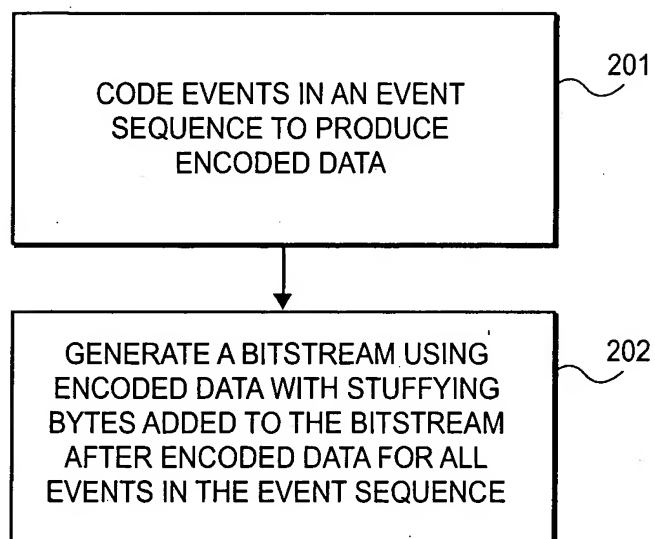 CODE EVENTS IN AN EVENT
SEQUENCE TO PRODUCE
ENCODED DATA
201
GENERATE A BITSTREAM USING
ENCODED DATA WITH STUFFYING
BYTES ADDED TO THE BITSTREAM
AFTER ENCODED DATA FOR ALL
EVENTS IN THE EVENT SEQUENCE
202